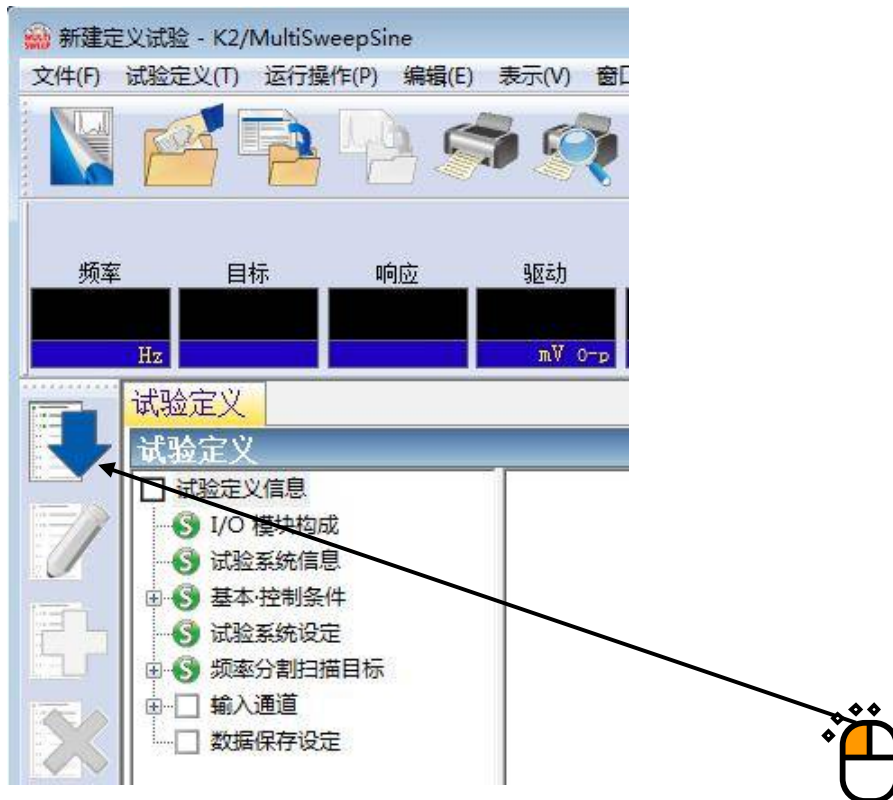 新建定义试验 - K2/MultiSweepSine
文件(F) 试验定义(T) 运行操作(P) 编辑(E) 表示(V)
频率 目标 响应 驱动
Hz mV 0-p
试验定义
试验定义
试验定义信息
I/O 模块构成
试验系统信息
基本·控制条件
试验系统设定
频率分割扫描目标
输入通道
数据保存设定